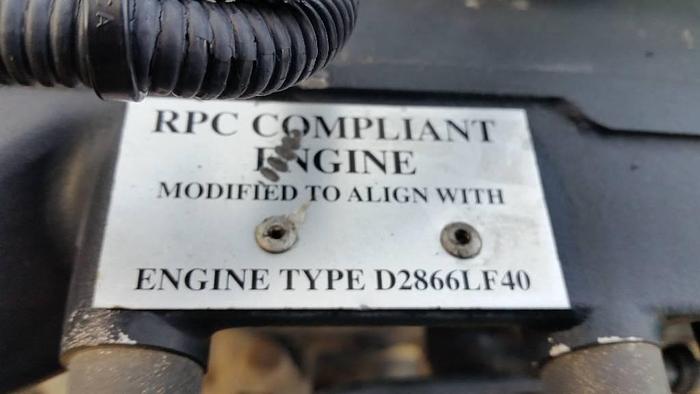 RPC COMPLIANT
ENGINE
MODIFIED TO ALIGN WITH
ENGINE TYPE D2866LF40